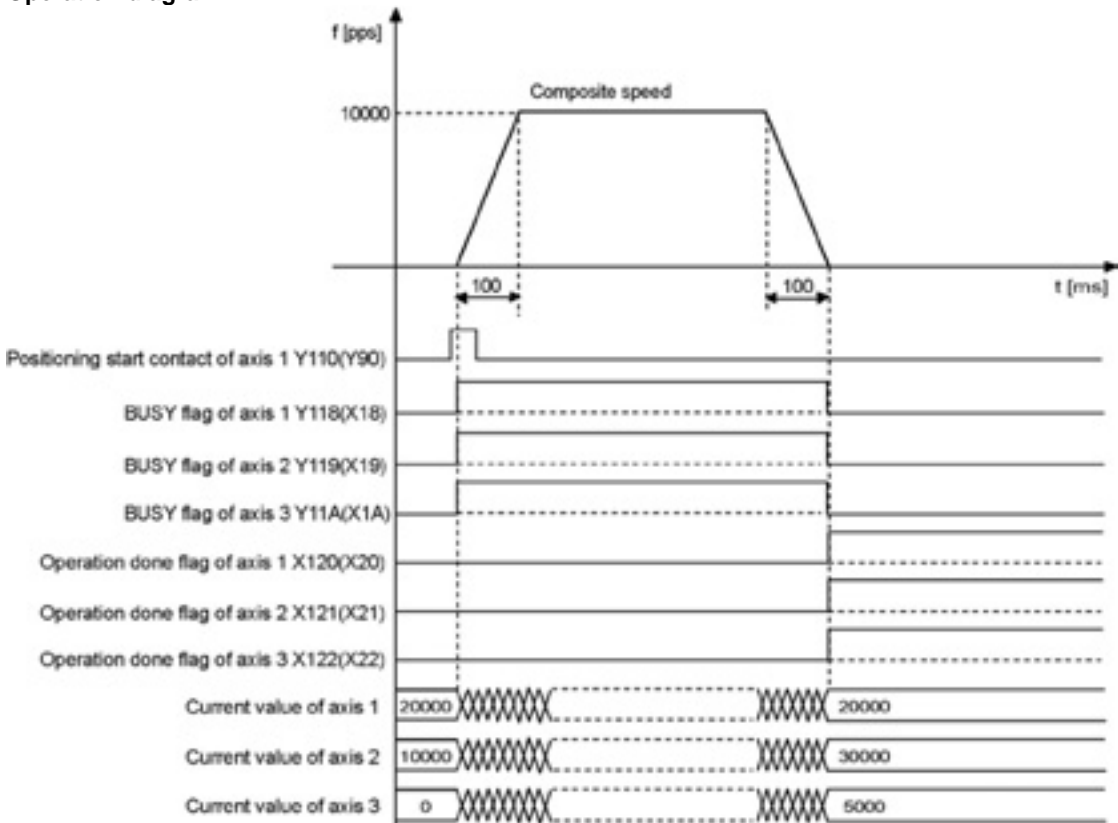 f [pps]
Composite speed
10000
100
100
t [ms]
Positioning start contact of axis 1 Y110(Y90)
BUSY flag of axis 1 Y118(X18)
BUSY flag of axis 2 Y119(X19)
BUSY flag of axis 3 Y11A(X1A)
Operation done flag of axis 1 X120(X20)
Operation done flag of axis 2 X121(X21)
Operation done flag of axis 3 X122(X22)
Current value of axis 1 20000 20000
Current value of axis 2 10000 30000
Current value of axis 3 0 5000